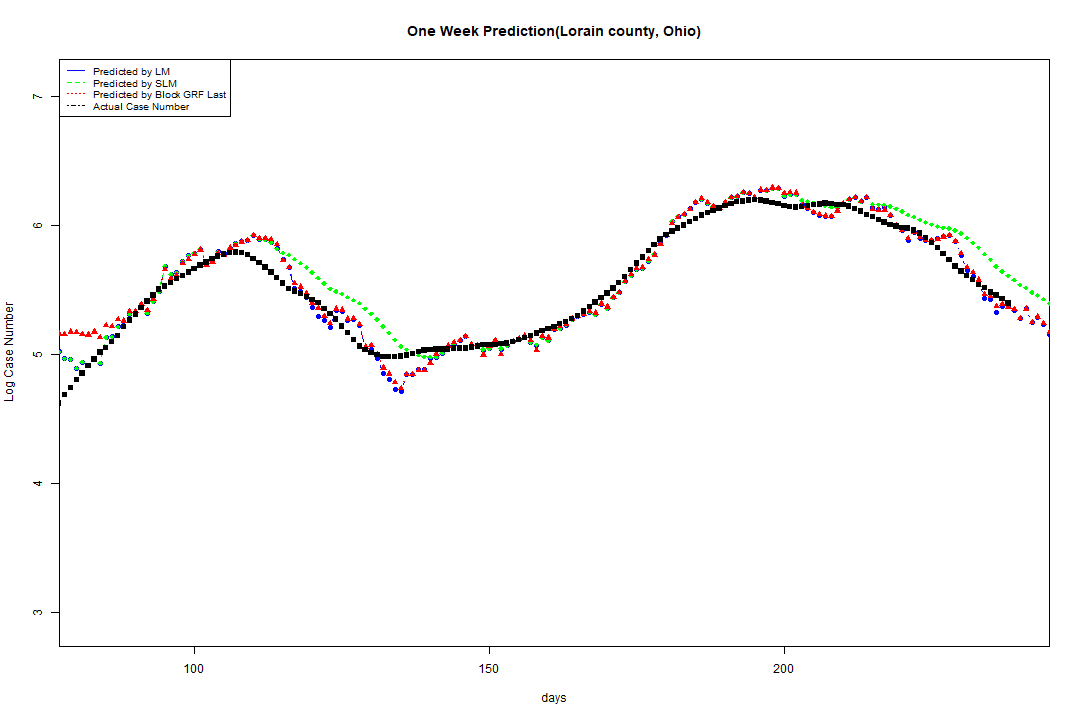 One Week Prediction(Lorain county, Ohio)
Predicted by LM
Predicted by SLM
Predicted by Block GRF Last
Actual Case Number
7
6
5
4
3
Log Case Number
100 150 200
days